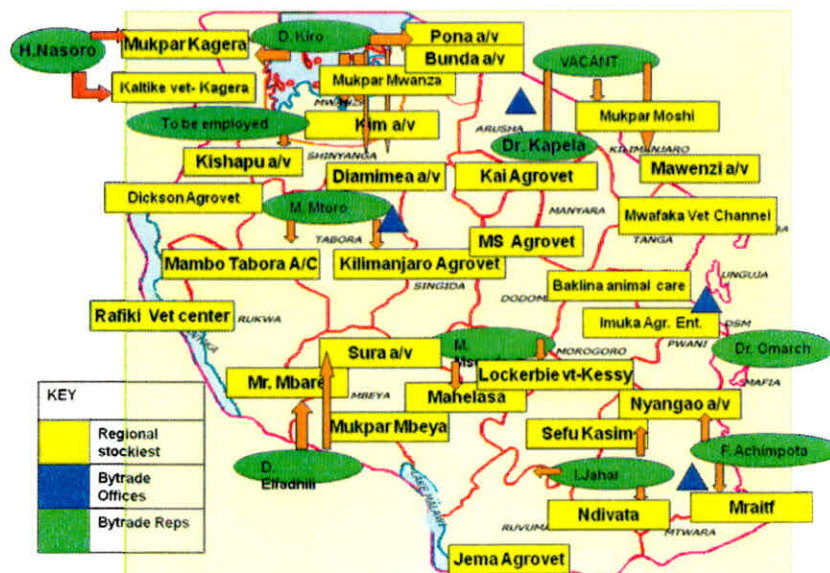 H.Nasoro
Mukpar Kagera
D. Kiro
Pona a/v
Bunda a/v
VACANT
Kaltike vet- Kagera
Mukpar Mwanza
Mukpar Moshi
ARUSHA
To be employed
Kim a/v
Dr. Kapela
KILIMANJARO
Kishapu a/v
SHINYANGA
Mawenzi a/v
Diamimea a/v
Kai Agrovet
Dickson Agrovet
M. Mtoro
MANYARA
Mwafaka Vet Channel
TABORA
MS Agrovet
TANGA
Mambo Tabora A/C
Kilimanjaro Agrovet
SINGIDA
Baklina animal care
UNGUJA
DODOM
Rafiki Vet center
RUKWA
Imuka Agr. Ent.
DSM
PWANI
Sura a/v
M.
MOROGORO
Dr. Omarch
Lockerbie vt-Kessy
MAFIA
KEY
Mr. Mbare
MBEYA
Mahelasa
Nyangao a/v
Regional
stockiest
Mukpar Mbeya
Sefu Kasim
Bytrade
Offices
D.
Elfadhili
I.Jahar
F. Achimpota
Bytrade Reps
Ndivata
Mraitf
RUVUMA
MTWARA
Jema Agrovet